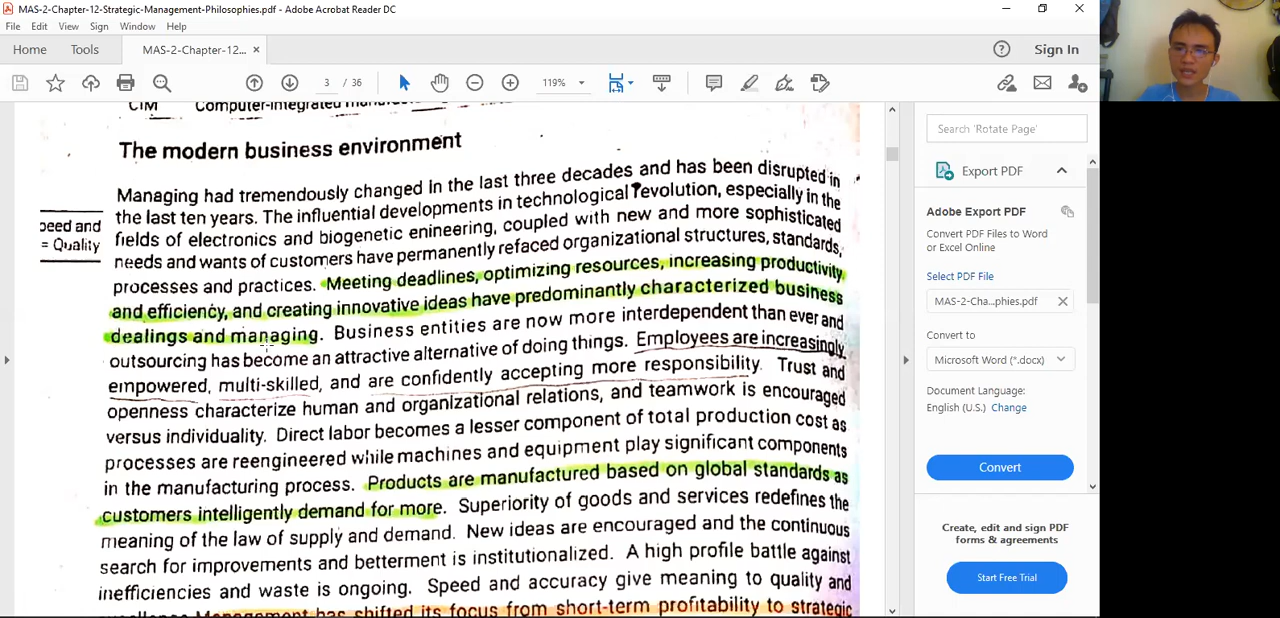 MAS-2-Chapter-12-Strategic-Management-Philosophies.pdf - Adobe Acrobat Reader DC
File Edit View Sign Window Help
Home Tools MAS-2-Chapter-12... × Sign In
3 / 36 119%
CIM Computer-integrated
The modern business environment
Managing had tremendously changed in the last three decades and has been disrupted in
the last ten years. The influential developments in technological revolution, especially in the
fields of electronics and biogenetic enineering, coupled with new and more sophisticated
needs and wants of customers have permanently refaced organizational structures, standards,
processes and practices. Meeting deadlines, optimizing resources, increasing productivity
and efficiency, and creating innovative ideas have predominantly characterized business
dealings and managing. Business entities are now more interdependent than ever and
outsourcing has become an attractive alternative of doing things. Employees are increasingly
empowered, multi-skilled, and are confidently accepting more responsibility. Trust and
openness characterize human and organizational relations, and teamwork is encouraged
versus individuality. Direct labor becomes a lesser component of total production cost as
processes are reengineered while machines and equipment play significant components
in the manufacturing process. Products are manufactured based on global standards as
customers intelligently demand for more. Superiority of goods and services redefines the
meaning of the law of supply and demand. New ideas are encouraged and the continuous
search for improvements and betterment is institutionalized. A high profile battle against
inefficiencies and waste is ongoing. Speed and accuracy give meaning to quality and
Management has shifted its focus from short-term profitability to strategic
peed and
= Quality
Search 'Rotate Page'
Export PDF
Adobe Export PDF
Convert PDF Files to Word
or Excel Online
Select PDF File
MAS-2-Cha...phies.pdf ×
Convert to
Microsoft Word (*.docx)
Document Language:
English (U.S.) Change
Convert
Create, edit and sign PDF
forms & agreements
Start Free Trial